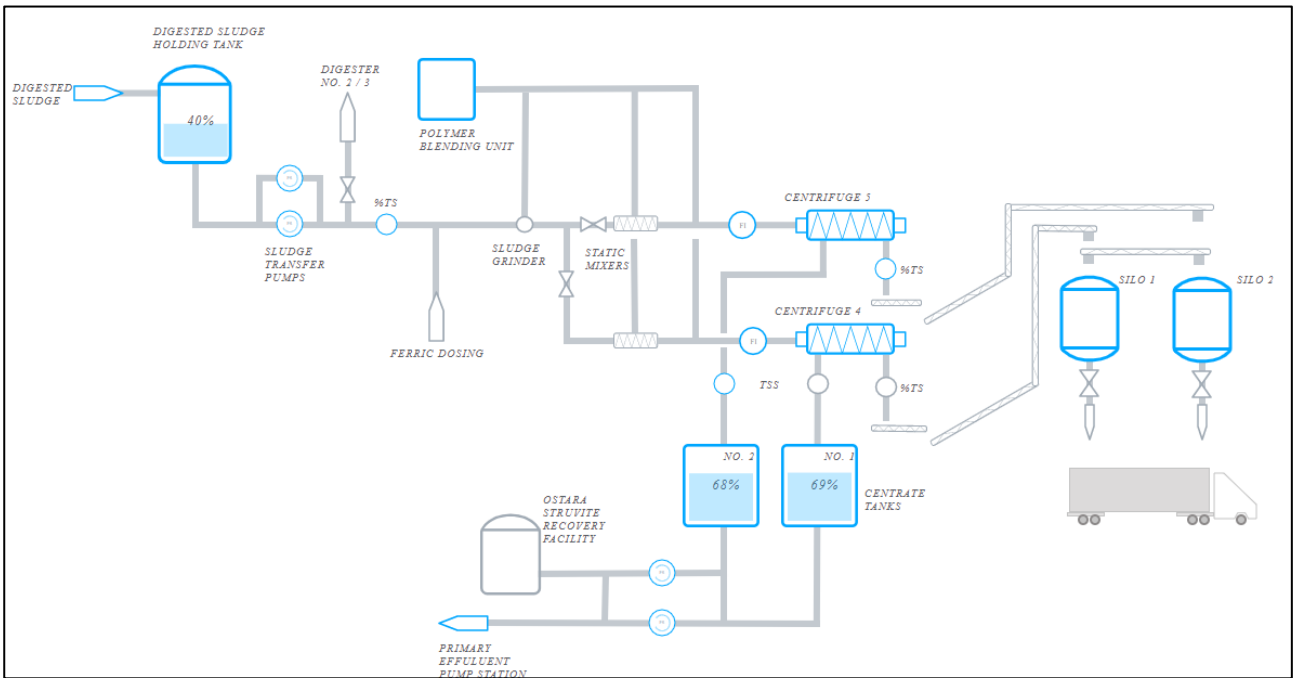 DIGESTED SLUDGE
HOLDING TANK
DIGESTED
SLUDGE
40%
DIGESTER
NO. 2 / 3
POLYMER
BLENDING UNIT
%TS
SLUDGE
TRANSFER
PUMPS
SLUDGE
GRINDER
STATIC
MIXERS
FERRIC DOSING
CENTRIFUGE 5
FI
%TS
CENTRIFUGE 4
FI
TSS
%TS
SILO 1
SILO 2
NO. 2
68%
NO. 1
69%
CENTRATE
TANKS
OSTARA
STRUVITE
RECOVERY
FACILITY
PRIMARY
EFFULUENT
PUMP STATION